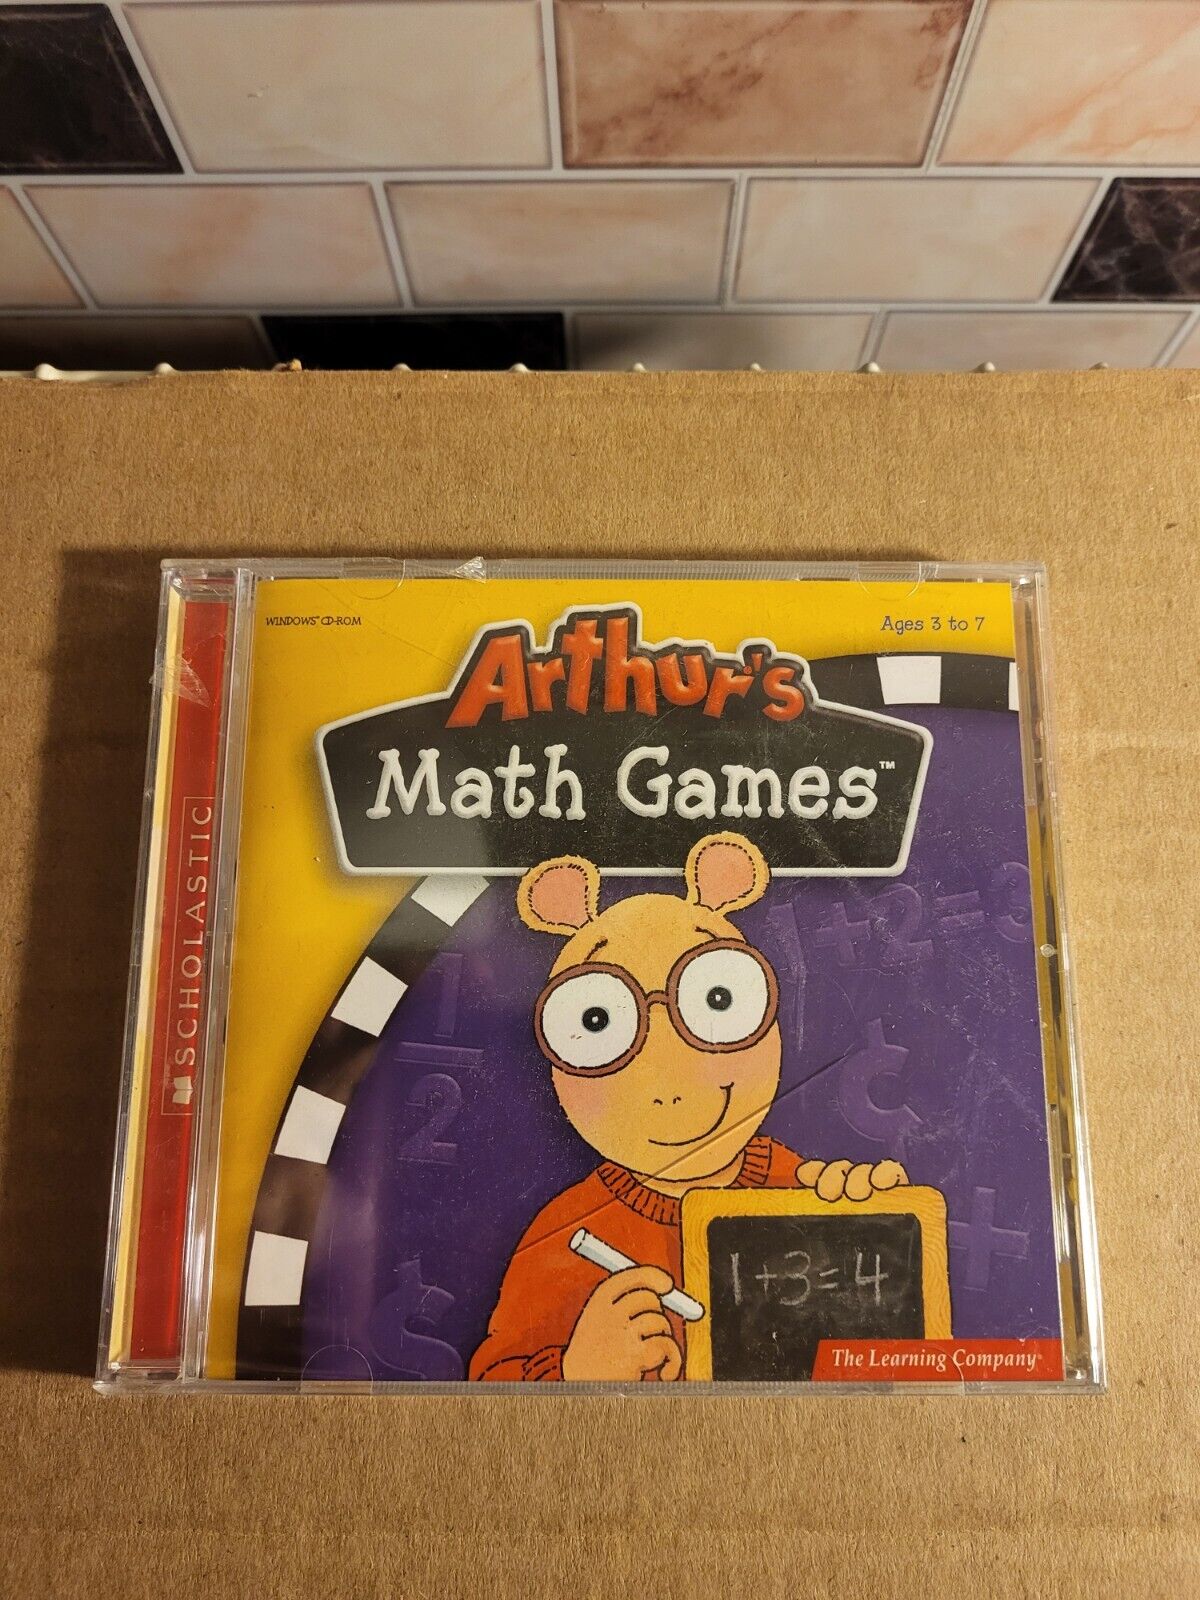 WINDOWS® CD-ROM
Ages 3 to 7
Arthur's®
Math Games™
SCHOLASTIC
1+2=3
1
2
¢
+
$
1+3=4
The Learning Company®